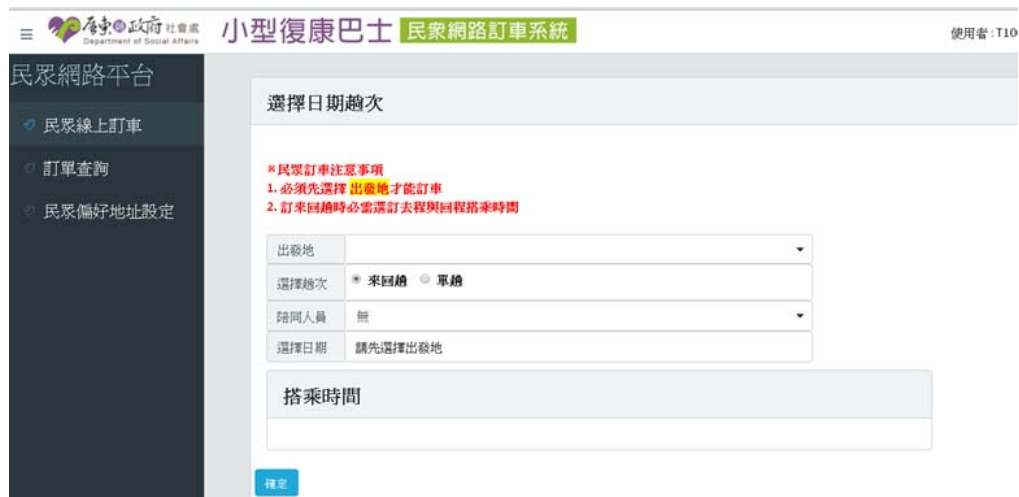 屏東縣政府社會處
Department of Social Affairs
小型復康巴士 民眾網路訂車系統
使用者:T10
民眾網路平台
民眾線上訂車
訂單查詢
民眾偏好地址設定
選擇日期趟次
※民眾訂車注意事項
1. 必須先選擇 出發地才能訂車
2. 訂來回趟時必需選訂去程與回程搭乘時間
出發地
選擇趟次 來回趟 單趟
陪同人員 無
選擇日期 請先選擇出發地
搭乘時間
確定